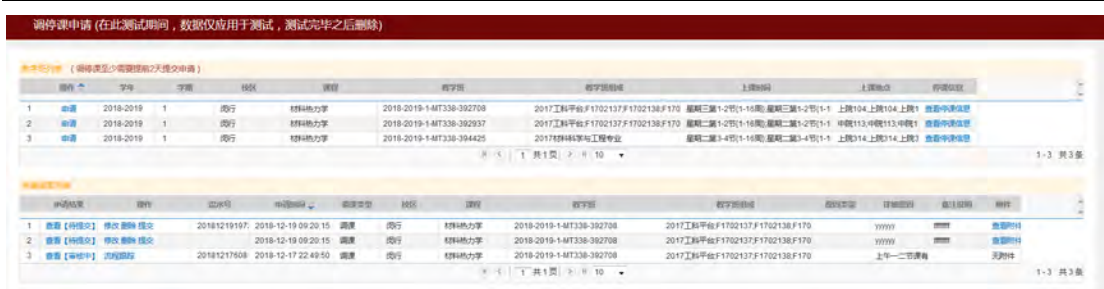 调停课申请 (在此测试期间，数据仅应用于测试，测试完毕之后删除)
(调停课至少需要提前2天提交申请)
操作 学年 学期 校区 课程 教学班 教学班组成 上课时间 上课地点 停课信息
1 申请 2018-2019 1 闵行 材料热力学 2018-2019-1-MT338-392708 2017工科平台;F1702137;F1702138;F170 星期三第1-2节{1-16周};星期三第1-2节{1-1 上院104;上院104;上院1 查看停课信息
2 申请 2018-2019 1 闵行 材料热力学 2018-2019-1-MT338-392937 2017工科平台;F1702137;F1702138;F170 星期二第1-2节{1-16周};星期二第1-2节{1-1 中院113;中院113;中院1 查看停课信息
3 申请 2018-2019 1 闵行 材料热力学 2018-2019-1-MT338-394425 2017材料科学与工程专业 星期二第3-4节{1-16周};星期二第3-4节{1-1 上院314;上院314;上院3 查看停课信息
1 共1页 10 1-3 共3条
申请结果 操作 流水号 申请时间 调课类型 校区 课程 教学班 教学班组成 详细原因 备注说明 附件
1 查看【待提交】 修改 删除 提交 20181219197 2018-12-19 09:20:15 调课 闵行 材料热力学 2018-2019-1-MT338-392708 2017工科平台;F1702137;F1702138;F170 查看附件
2 查看【待提交】 修改 删除 提交 2018-12-19 09:20:15 调课 闵行 材料热力学 2018-2019-1-MT338-392708 2017工科平台;F1702137;F1702138;F170 查看附件
3 查看【审核中】 流程跟踪 20181217608 2018-12-17 22:49:50 调课 闵行 材料热力学 2018-2019-1-MT338-392708 2017工科平台;F1702137;F1702138;F170 上午一二节课有 无附件
1 共1页 10 1-3 共3条